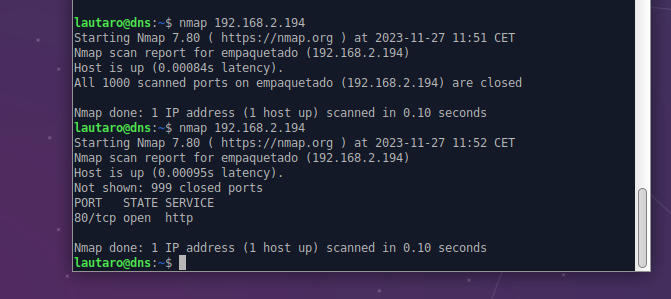 lautaro@dns:~$ nmap 192.168.2.194
Starting Nmap 7.80 ( https://nmap.org ) at 2023-11-27 11:51 CET
Nmap scan report for empaquetado (192.168.2.194)
Host is up (0.00084s latency).
All 1000 scanned ports on empaquetado (192.168.2.194) are closed

Nmap done: 1 IP address (1 host up) scanned in 0.10 seconds
lautaro@dns:~$ nmap 192.168.2.194
Starting Nmap 7.80 ( https://nmap.org ) at 2023-11-27 11:52 CET
Nmap scan report for empaquetado (192.168.2.194)
Host is up (0.00095s latency).
Not shown: 999 closed ports
PORT   STATE SERVICE
80/tcp open  http

Nmap done: 1 IP address (1 host up) scanned in 0.10 seconds
lautaro@dns:~$